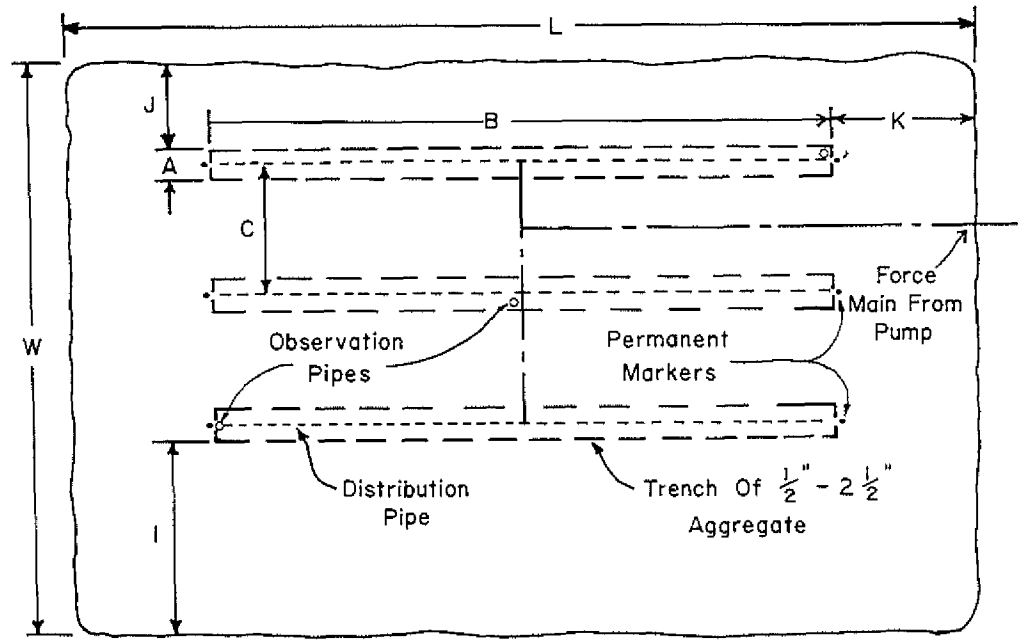 L
J
B
K
A
C
W
Force
Main From
Pump
Observation
Pipes
Permanent
Markers
Distribution
Pipe
Trench Of 1/2" - 2 1/2"
Aggregate
I